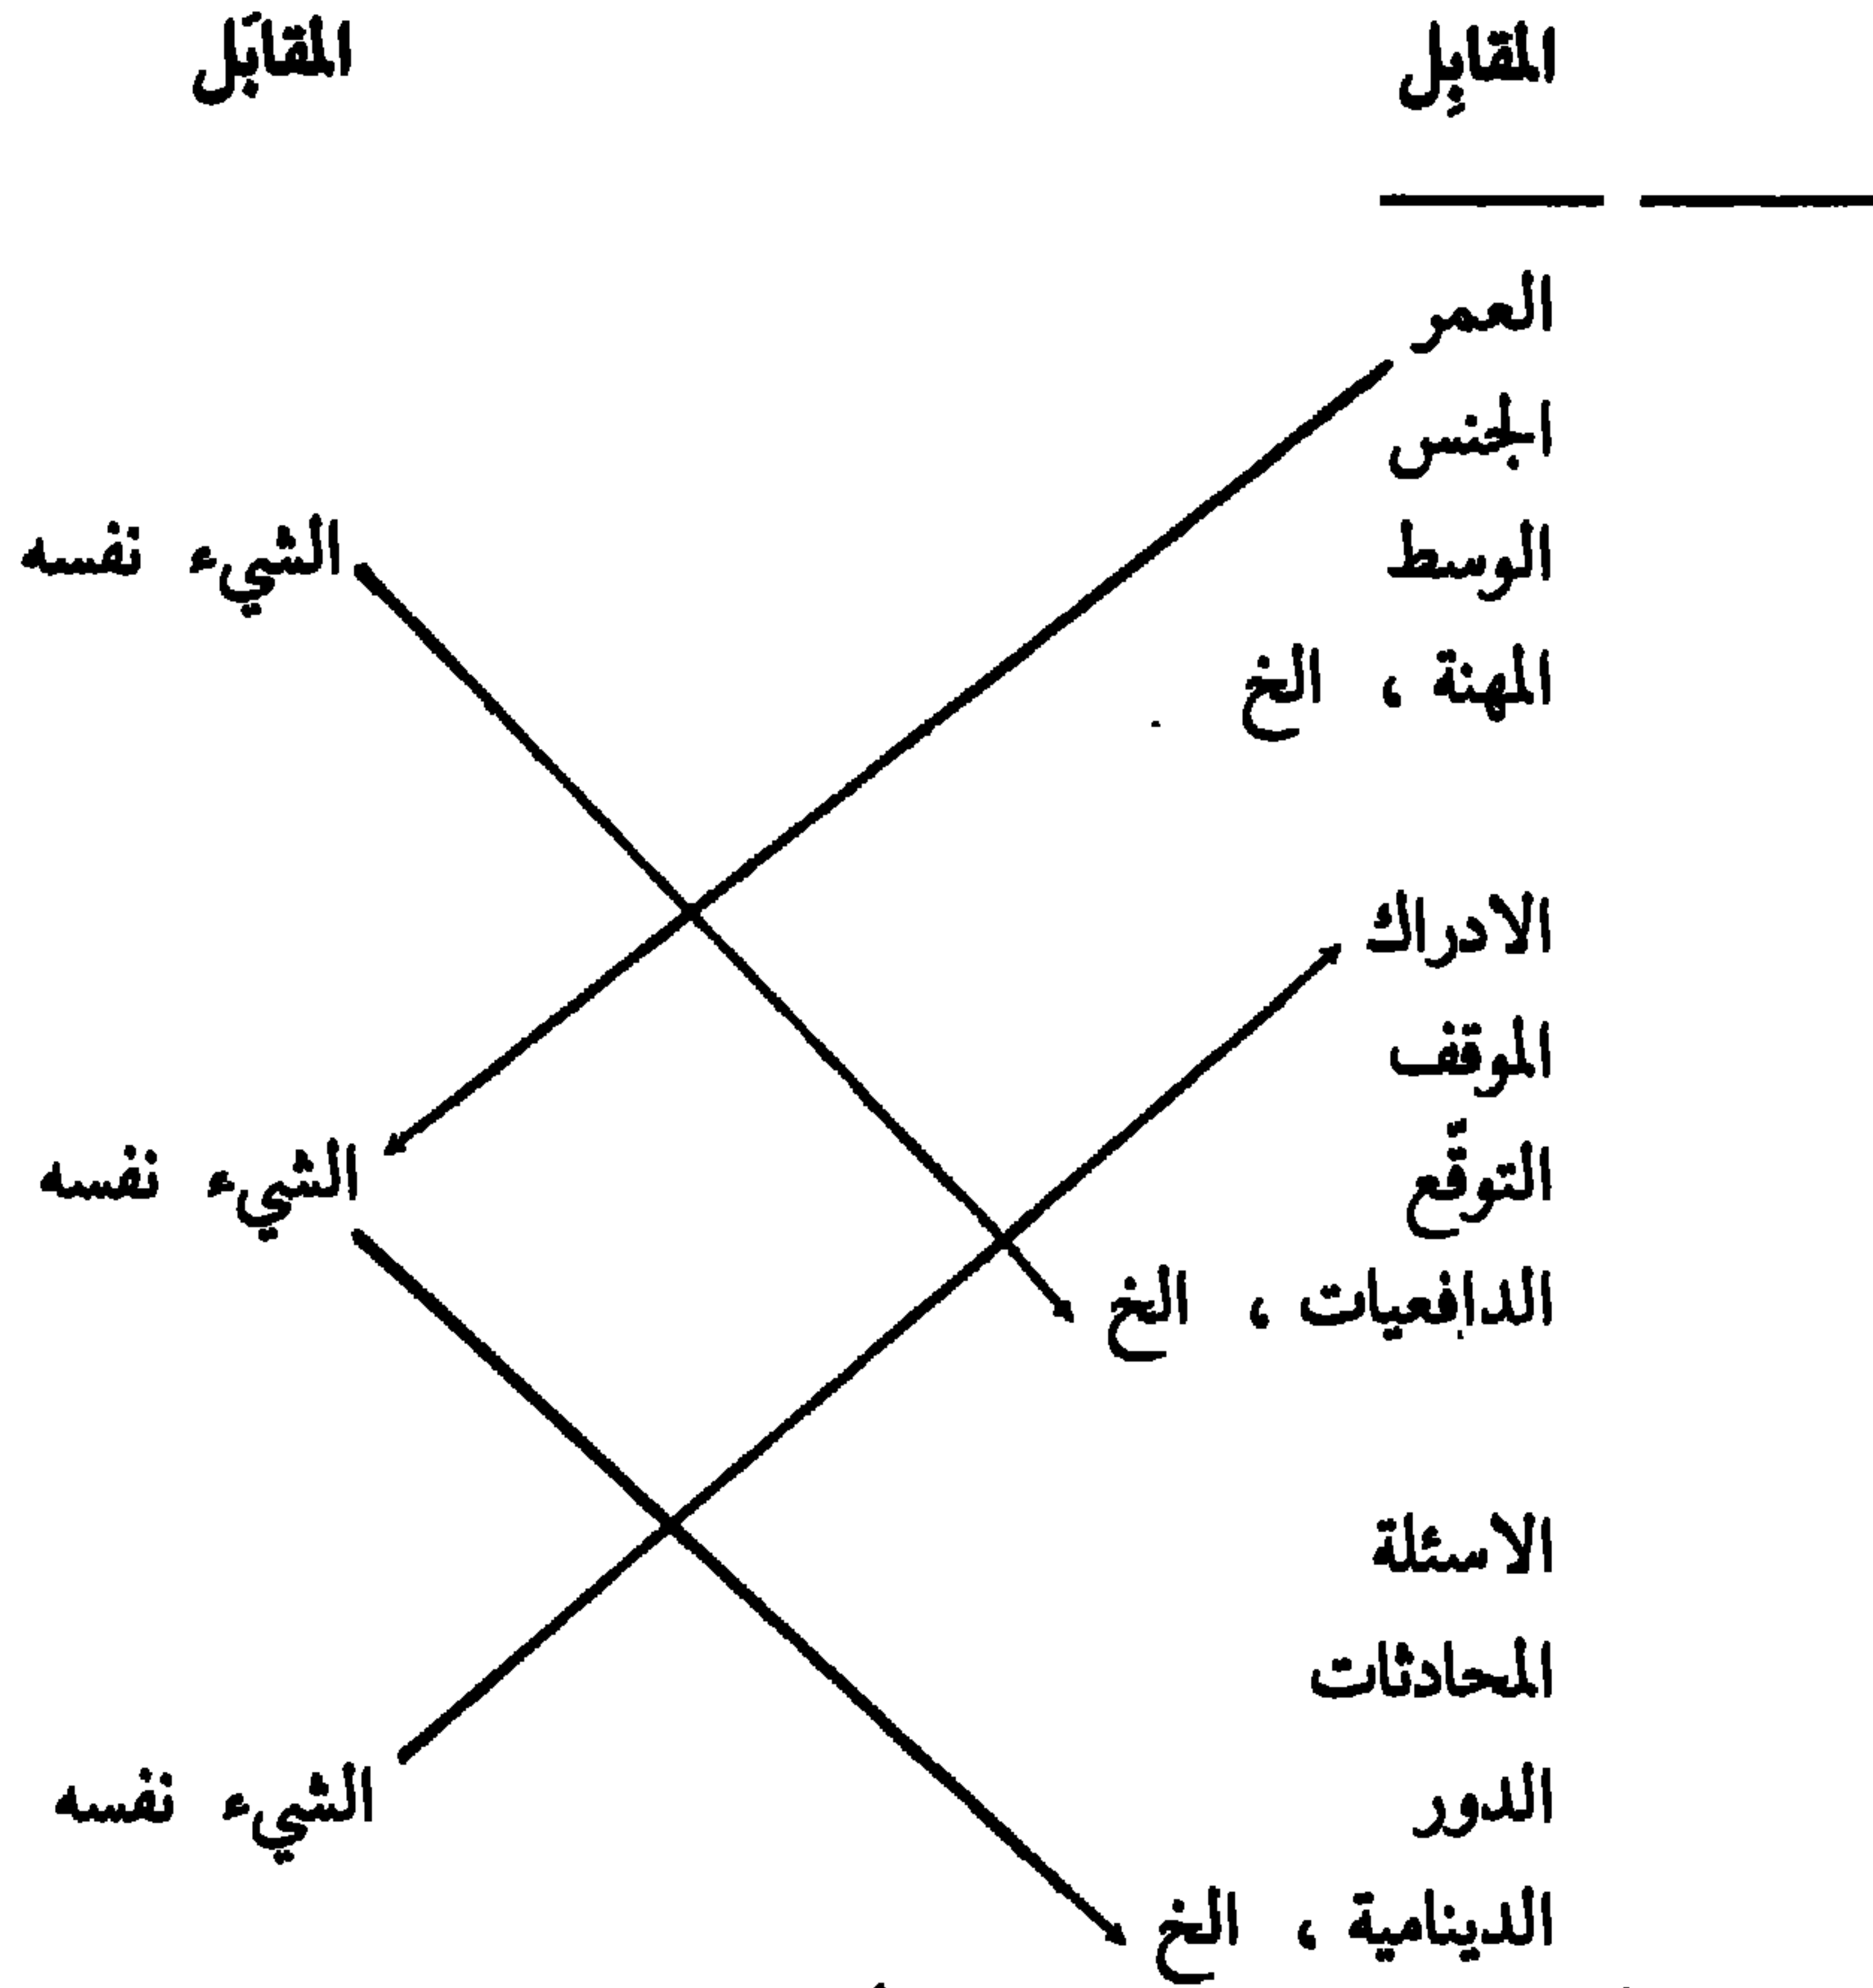 المقابِل المقابَل
العمر
الجنس
الوسط الشيء نفسه
المهنة ، الخ
الادراك
الموقف
التوقّع الشيء نفسه
الدافعيات ، الخ
الاسئلة
المحادثات
الدور الشيء نفسه
الدينامية ، الخ